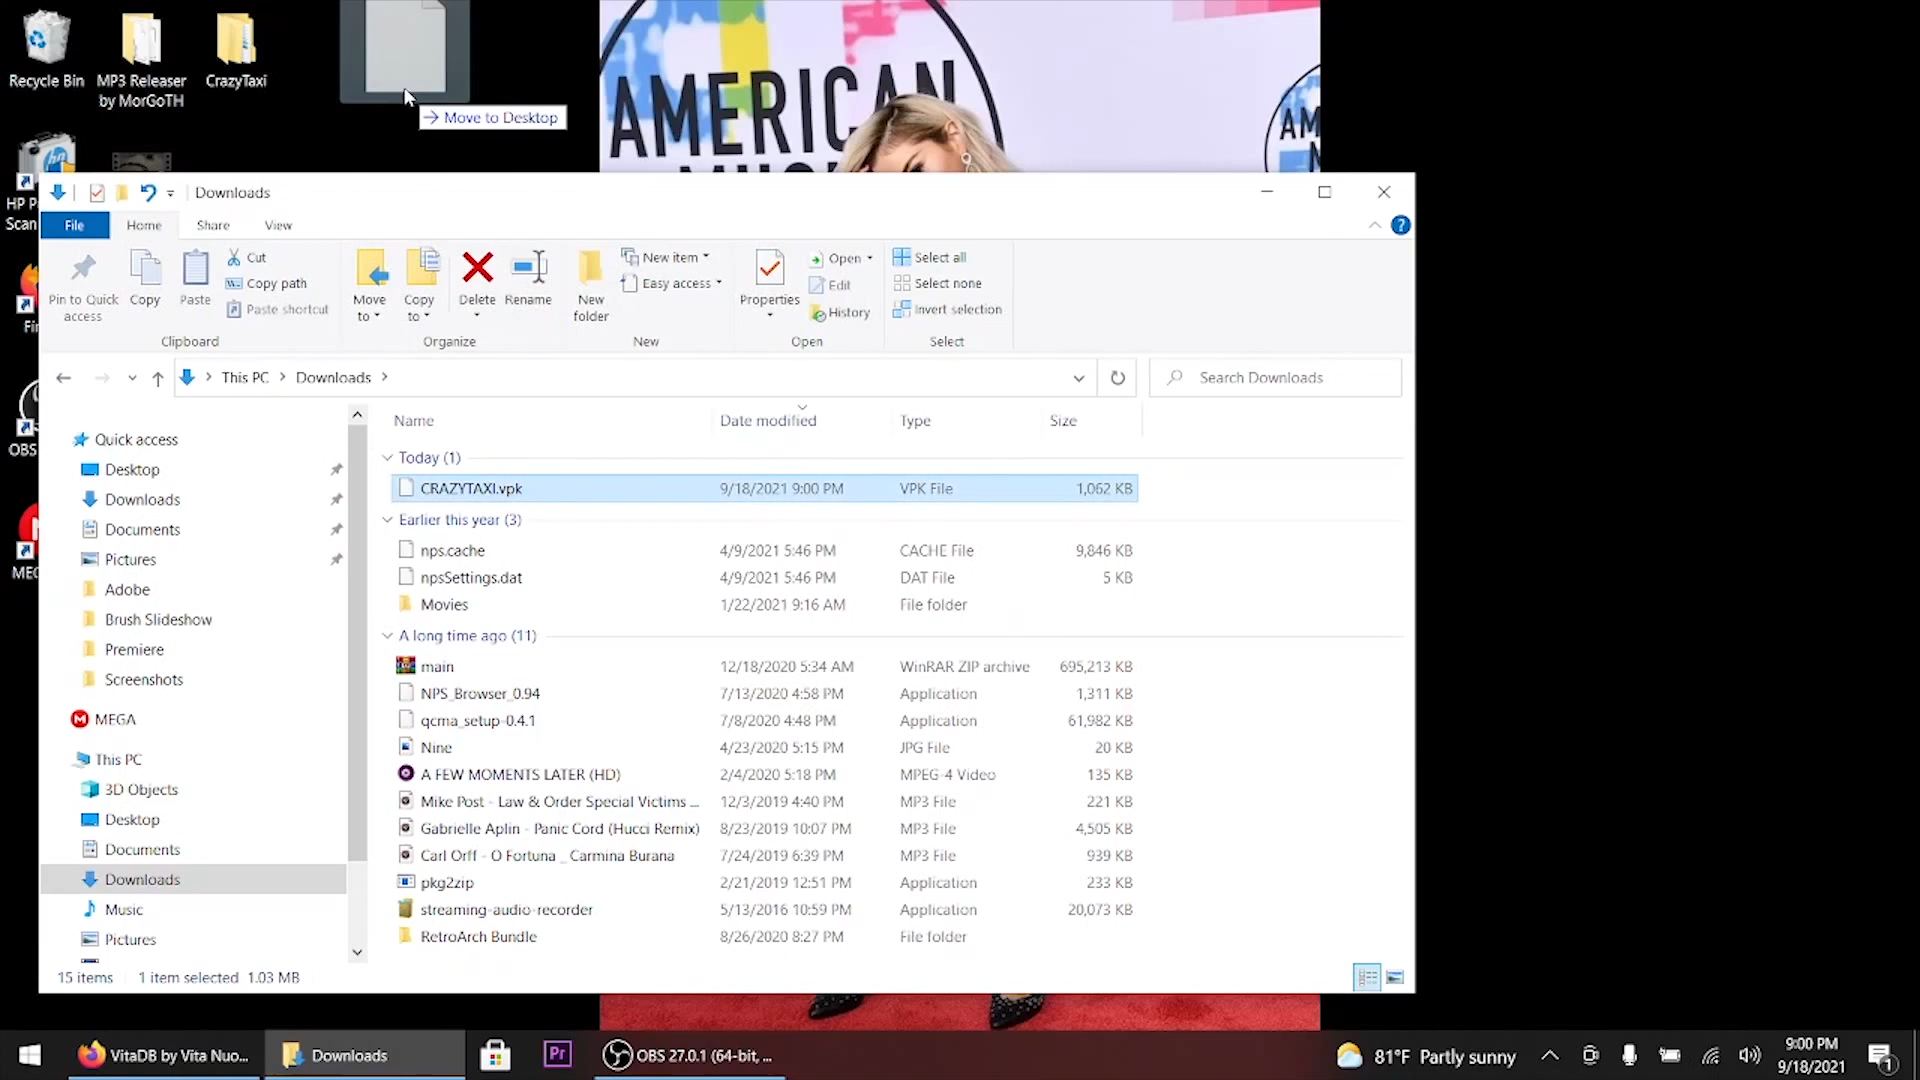 Recycle Bin
MP3 Releaser
by MorGoTH
CrazyTaxi
→ Move to Desktop
AMERICAN
AM
HP P
Scan
Fir
OBS
MEG
Downloads
File
Home
Share
View
Pin to Quick
access
Copy
Paste
Cut
Copy path
Paste shortcut
Clipboard
Move
to
Copy
to
Delete
Rename
Organize
New
folder
New item
Easy access
New
Properties
Open
Edit
History
Open
Select all
Select none
Invert selection
Select
This PC > Downloads >
Search Downloads
Quick access
Desktop
Downloads
Documents
Pictures
Adobe
Brush Slideshow
Premiere
Screenshots
MEGA
This PC
3D Objects
Desktop
Documents
Downloads
Music
Pictures
Name Date modified Type Size
Today (1)
CRAZYTAXI.vpk 9/18/2021 9:00 PM VPK File 1,062 KB
Earlier this year (3)
nps.cache 4/9/2021 5:46 PM CACHE File 9,846 KB
npsSettings.dat 4/9/2021 5:46 PM DAT File 5 KB
Movies 1/22/2021 9:16 AM File folder
A long time ago (11)
main 12/18/2020 5:34 AM WinRAR ZIP archive 695,213 KB
NPS_Browser_0.94 7/13/2020 4:58 PM Application 1,311 KB
qcma_setup-0.4.1 7/8/2020 4:48 PM Application 61,982 KB
Nine 4/23/2020 5:15 PM JPG File 20 KB
A FEW MOMENTS LATER (HD) 2/4/2020 5:18 PM MPEG-4 Video 135 KB
Mike Post - Law & Order Special Victims ... 12/3/2019 4:40 PM MP3 File 221 KB
Gabrielle Aplin - Panic Cord (Hucci Remix) 8/23/2019 10:07 PM MP3 File 4,505 KB
Carl Orff - O Fortuna _ Carmina Burana 7/24/2019 6:39 PM MP3 File 939 KB
pkg2zip 2/21/2019 12:51 PM Application 233 KB
streaming-audio-recorder 5/13/2016 10:59 PM Application 20,073 KB
RetroArch Bundle 8/26/2020 8:27 PM File folder
15 items 1 item selected 1.03 MB
VitaDB by Vita Nuo...
Downloads
Pr
OBS 27.0.1 (64-bit, ...
81°F Partly sunny
9:00 PM
9/18/2021
1